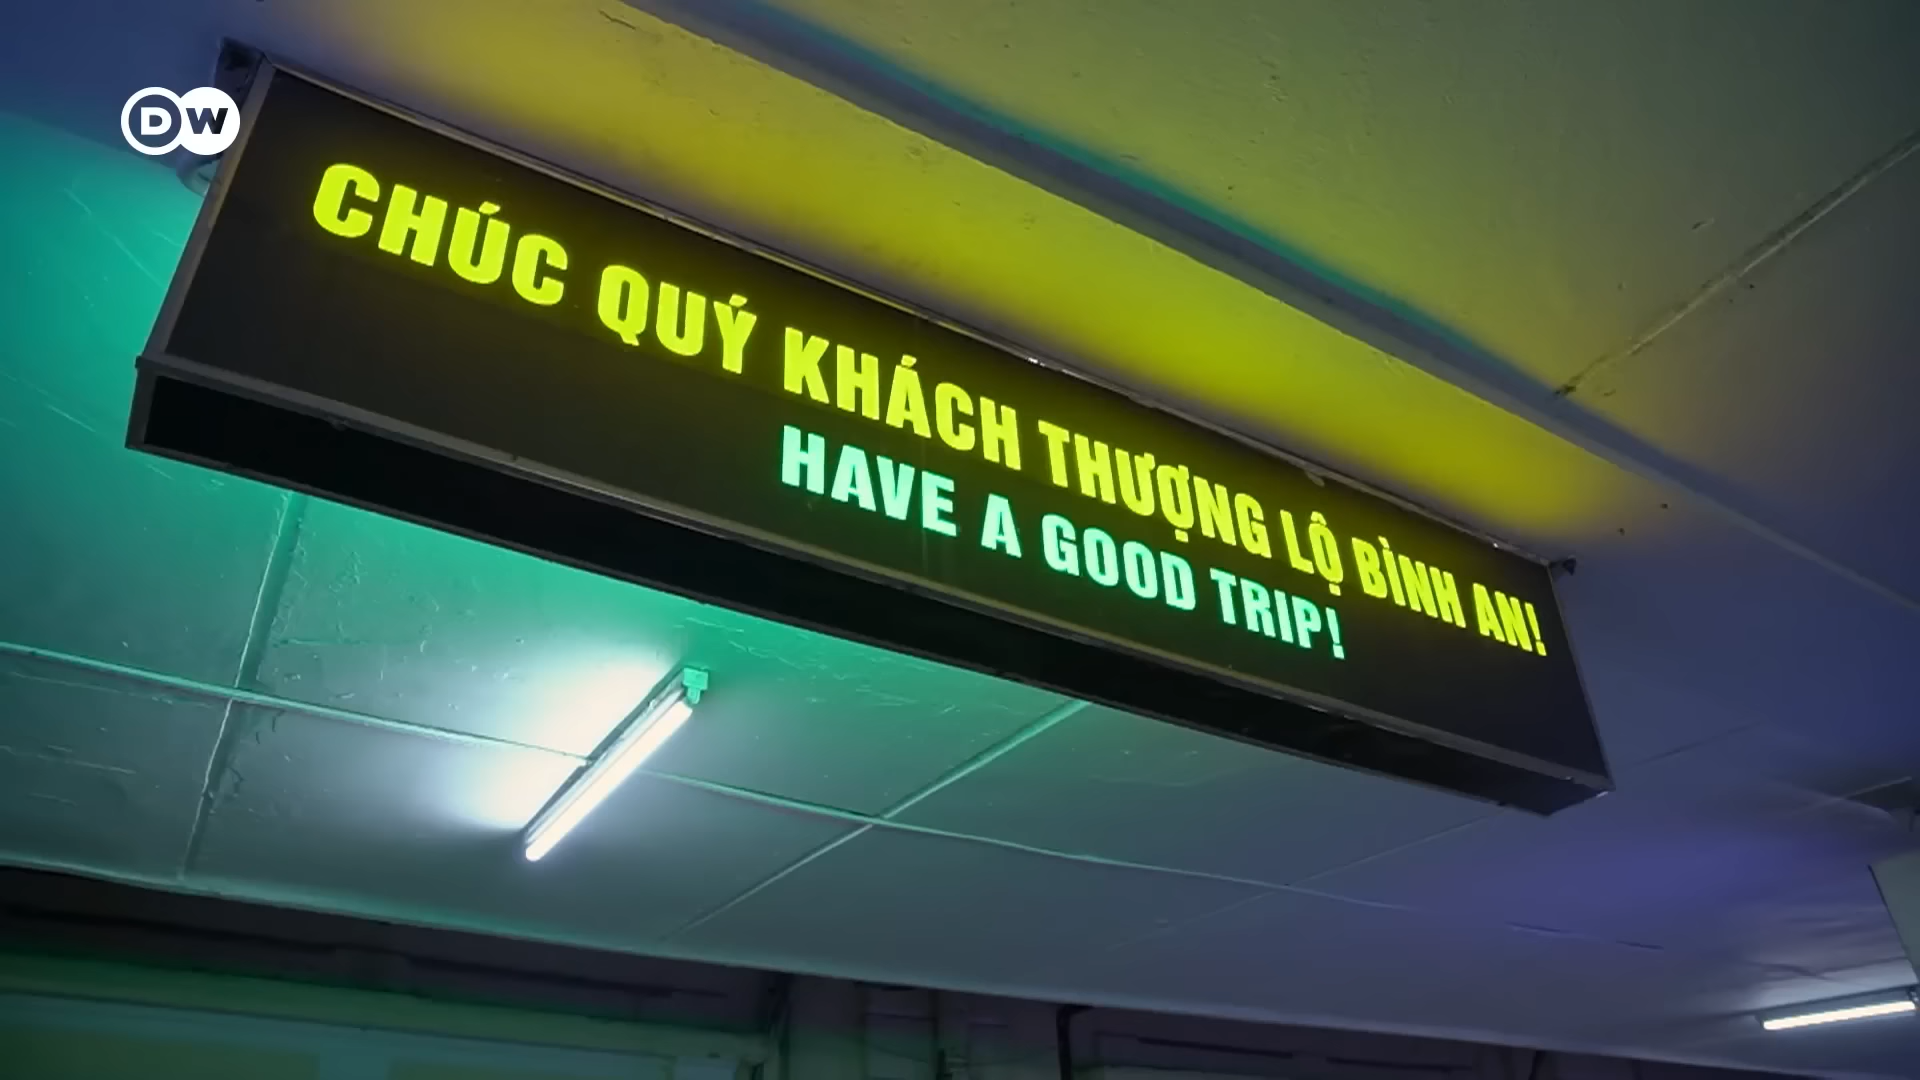 DW
CHÚC QUÝ KHÁCH THƯỢNG LỘ BÌNH AN!
HAVE A GOOD TRIP!